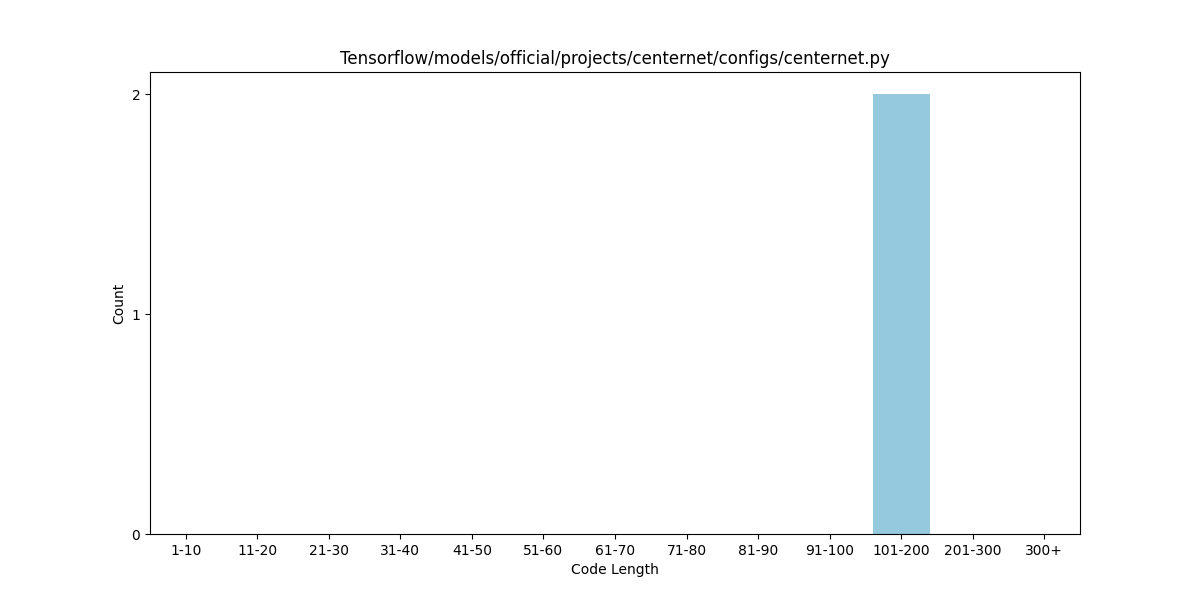 Tensorflow/models/official/projects/centernet/configs/centernet.py
2
1
0
Count
1-10 11-20 21-30 31-40 41-50 51-60 61-70 71-80 81-90 91-100 101-200 201-300 300+
Code Length